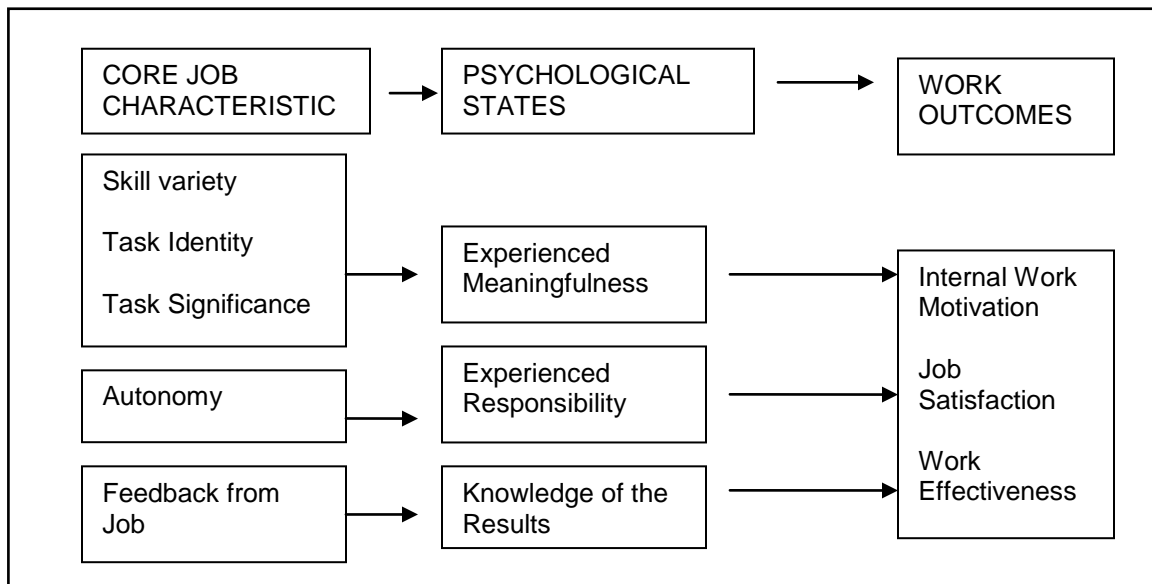 CORE JOB
CHARACTERISTIC
PSYCHOLOGICAL
STATES
WORK
OUTCOMES
Skill variety
Task Identity
Task Significance
Experienced
Meaningfulness
Internal Work
Motivation
Job
Satisfaction
Work
Effectiveness
Autonomy
Experienced
Responsibility
Feedback from
Job
Knowledge of the
Results